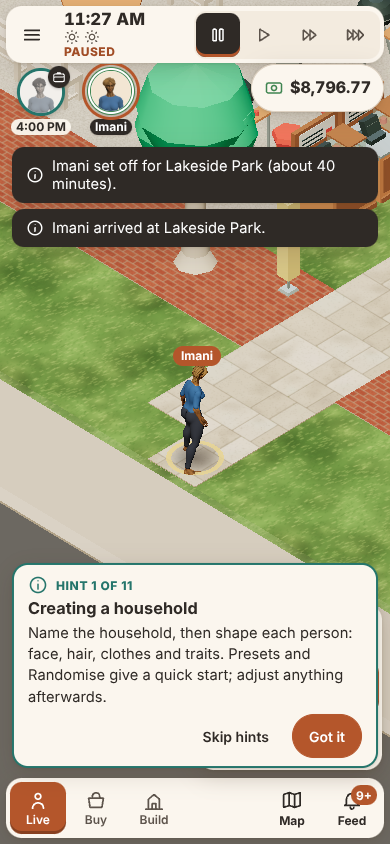 11:27 AM
PAUSED
$8,796.77
4:00 PM
Imani
Imani set off for Lakeside Park (about 40
minutes).
Imani arrived at Lakeside Park.
Imani
HINT 1 OF 11
Creating a household
Name the household, then shape each person:
face, hair, clothes and traits. Presets and
Randomise give a quick start; adjust anything
afterwards.
Skip hints
Got it
9+
Live
Buy
Build
Map
Feed